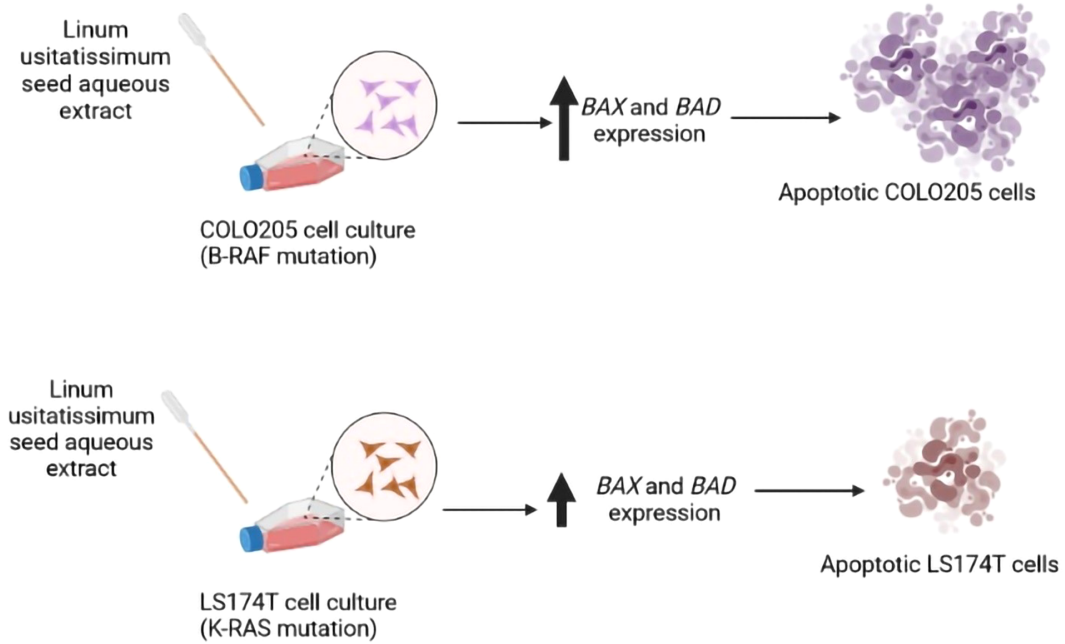 Linum
usitatissimum
seed aqueous
extract
BAX and BAD
expression
Apoptotic COLO205 cells
COLO205 cell culture
(B-RAF mutation)
Linum
usitatissimum
seed aqueous
extract
BAX and BAD
expression
Apoptotic LS174T cells
LS174T cell culture
(K-RAS mutation)